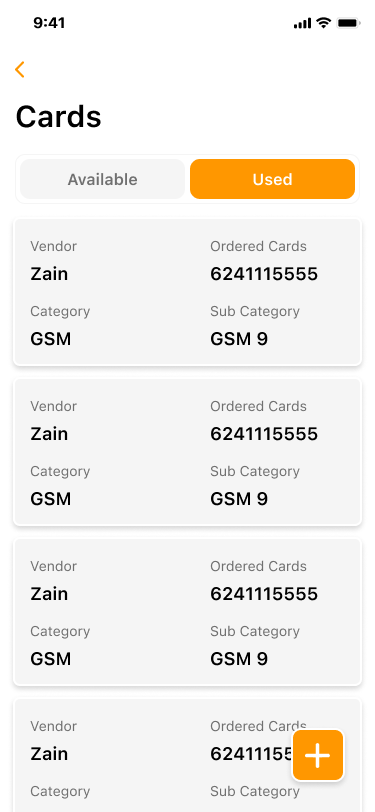 9:41
Cards
Available Used
Vendor Ordered Cards
Zain 6241115555
Category Sub Category
GSM GSM 9
Vendor Ordered Cards
Zain 6241115555
Category Sub Category
GSM GSM 9
Vendor Ordered Cards
Zain 6241115555
Category Sub Category
GSM GSM 9
Vendor Ordered Cards
Zain 62411155
Category Sub Category